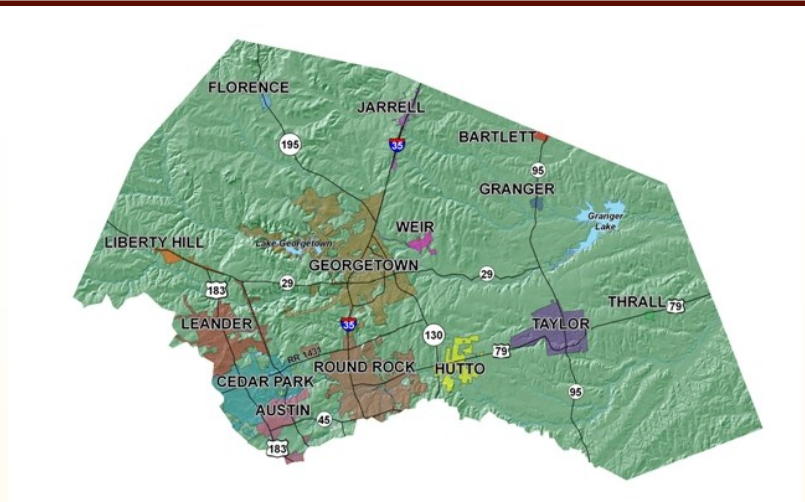 FLORENCE
JARRELL
35
195
BARTLETT
95
GRANGER
Granger
Lake
WEIR
LIBERTY HILL
Lake Georgetown
GEORGETOWN
29
29
183
THRALL
79
LEANDER
35
130
TAYLOR
79
RR 1431
ROUND ROCK
HUTTO
CEDAR PARK
95
AUSTIN
45
183